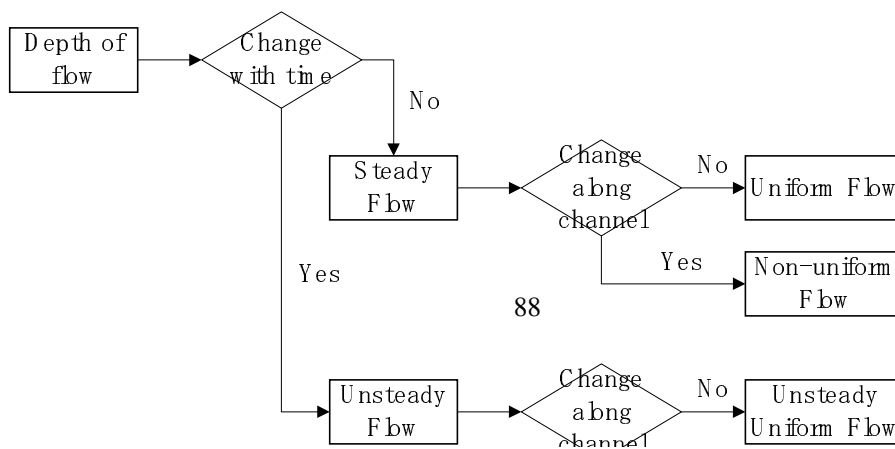 Depth of
flow
Change
with time
No
Steady
Flow
Change
along
channel
No
Uniform Flow
Yes
Non-uniform
Flow
Yes
88
Unsteady
Flow
Change
along
channel
No
Unsteady
Uniform Flow